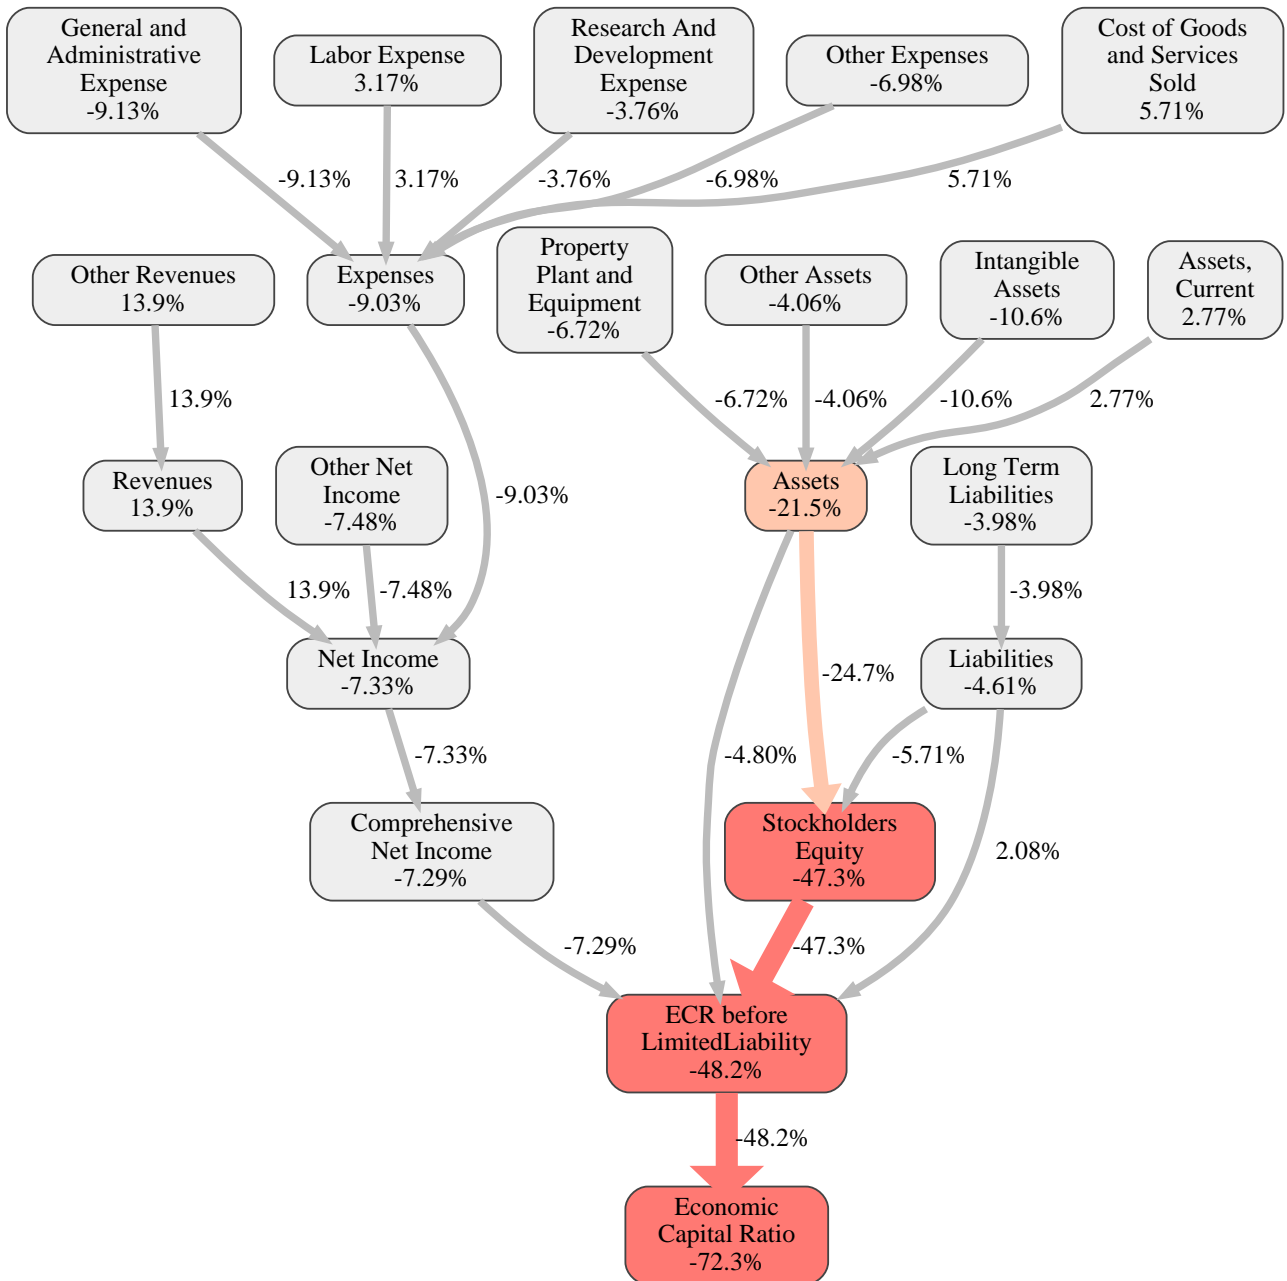 General and
Administrative
Expense
-9.13%
Labor Expense
3.17%
Research And
Development
Expense
-3.76%
Other Expenses
-6.98%
Cost of Goods
and Services
Sold
5.71%
-9.13%
3.17%
-3.76%
-6.98%
5.71%
Other Revenues
13.9%
Expenses
-9.03%
Property
Plant and
Equipment
-6.72%
Other Assets
-4.06%
Intangible
Assets
-10.6%
Assets,
Current
2.77%
13.9%
-9.03%
-6.72%
-4.06%
-10.6%
2.77%
Revenues
13.9%
Other Net
Income
-7.48%
Assets
-21.5%
Long Term
Liabilities
-3.98%
13.9%
-7.48%
-24.7%
-3.98%
Net Income
-7.33%
Liabilities
-4.61%
-7.33%
-4.80%
-5.71%
2.08%
Comprehensive
Net Income
-7.29%
Stockholders
Equity
-47.3%
-7.29%
-47.3%
ECR before
LimitedLiability
-48.2%
-48.2%
Economic
Capital Ratio
-72.3%